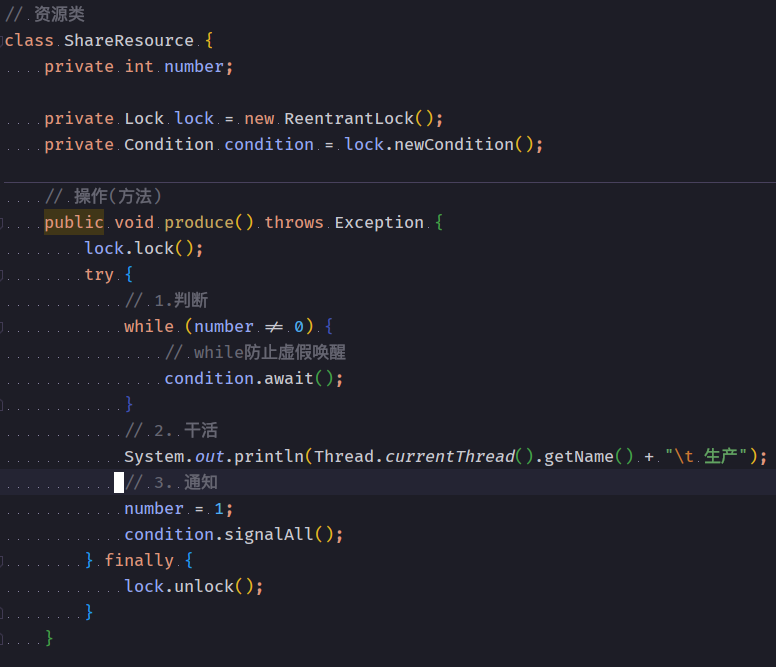 // 资源类
class ShareResource {
    private int number;
    private Lock lock = new ReentrantLock();
    private Condition condition = lock.newCondition();
    // 操作(方法)
    public void produce() throws Exception {
        lock.lock();
        try {
            // 1.判断
            while (number != 0) {
                // while防止虚假唤醒
                condition.await();
            }
            // 2. 干活
            System.out.println(Thread.currentThread().getName() + "\t 生产");
            // 3. 通知
            number = 1;
            condition.signalAll();
        } finally {
            lock.unlock();
        }
    }